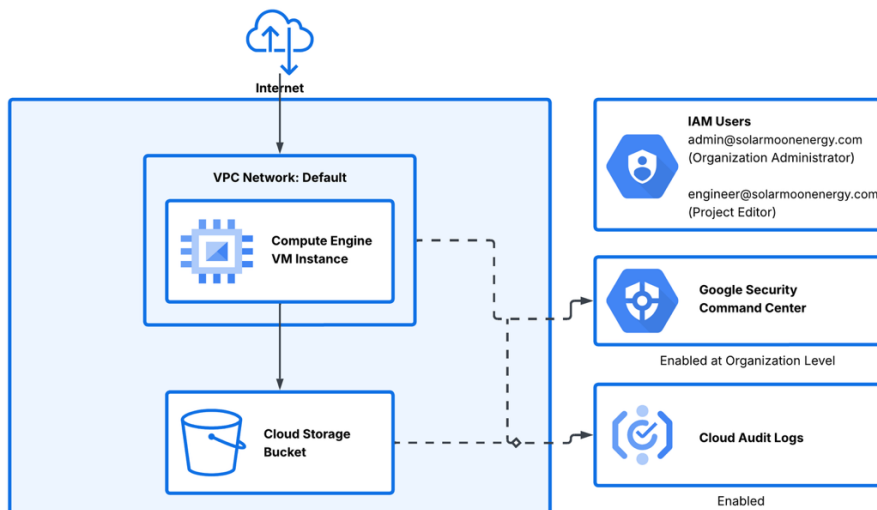 Internet
VPC Network: Default
Compute Engine
VM Instance
Cloud Storage
Bucket
IAM Users
admin@solarmoonenergy.com
(Organization Administrator)
engineer@solarmoonenergy.com
(Project Editor)
Google Security
Command Center
Enabled at Organization Level
Cloud Audit Logs
Enabled